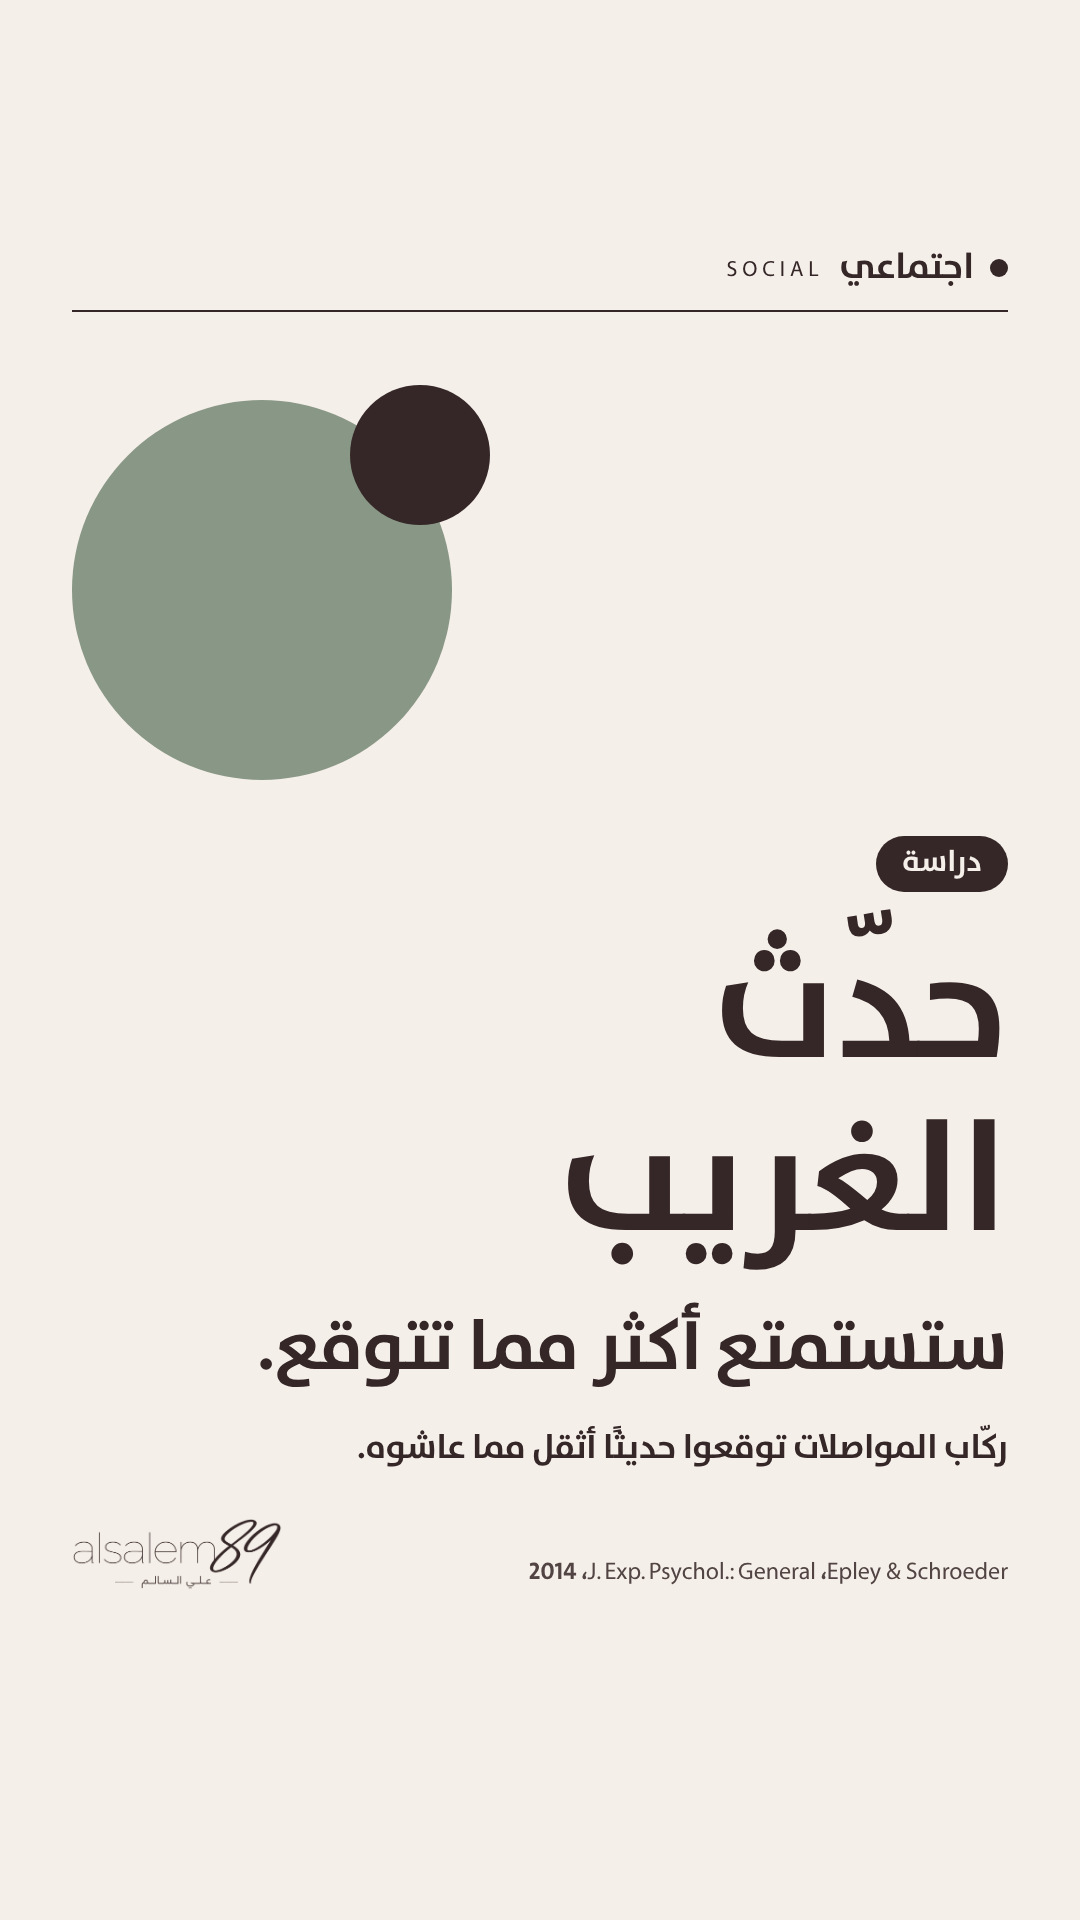 اجتماعي SOCIAL
دراسة
حدّث
الغريب
ستستمتع أكثر مما تتوقع.
ركّاب المواصلات توقعوا حديثًا أثقل مما عاشوه.
Epley & Schroeder، J. Exp. Psychol.: General، 2014
alsalem89
علي السالم